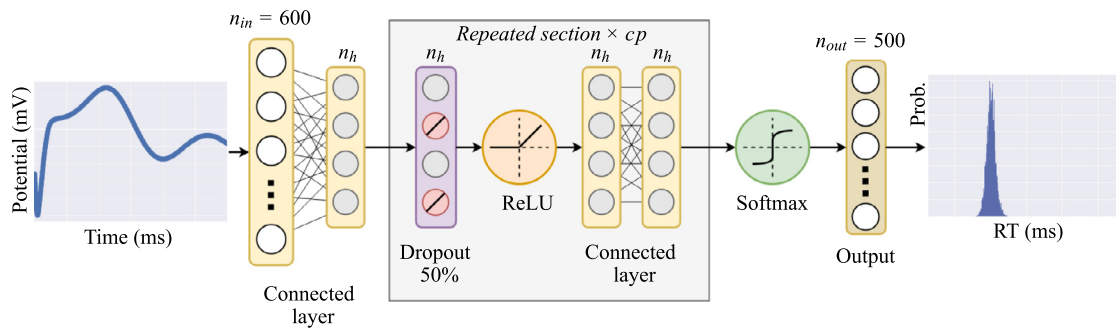 Potential (mV)
Time (ms)
n_in = 600
Connected
layer
n_h
Repeated section × cp
n_h
Dropout
50%
ReLU
n_h
n_h
Connected
layer
Softmax
n_out = 500
Output
Prob.
RT (ms)